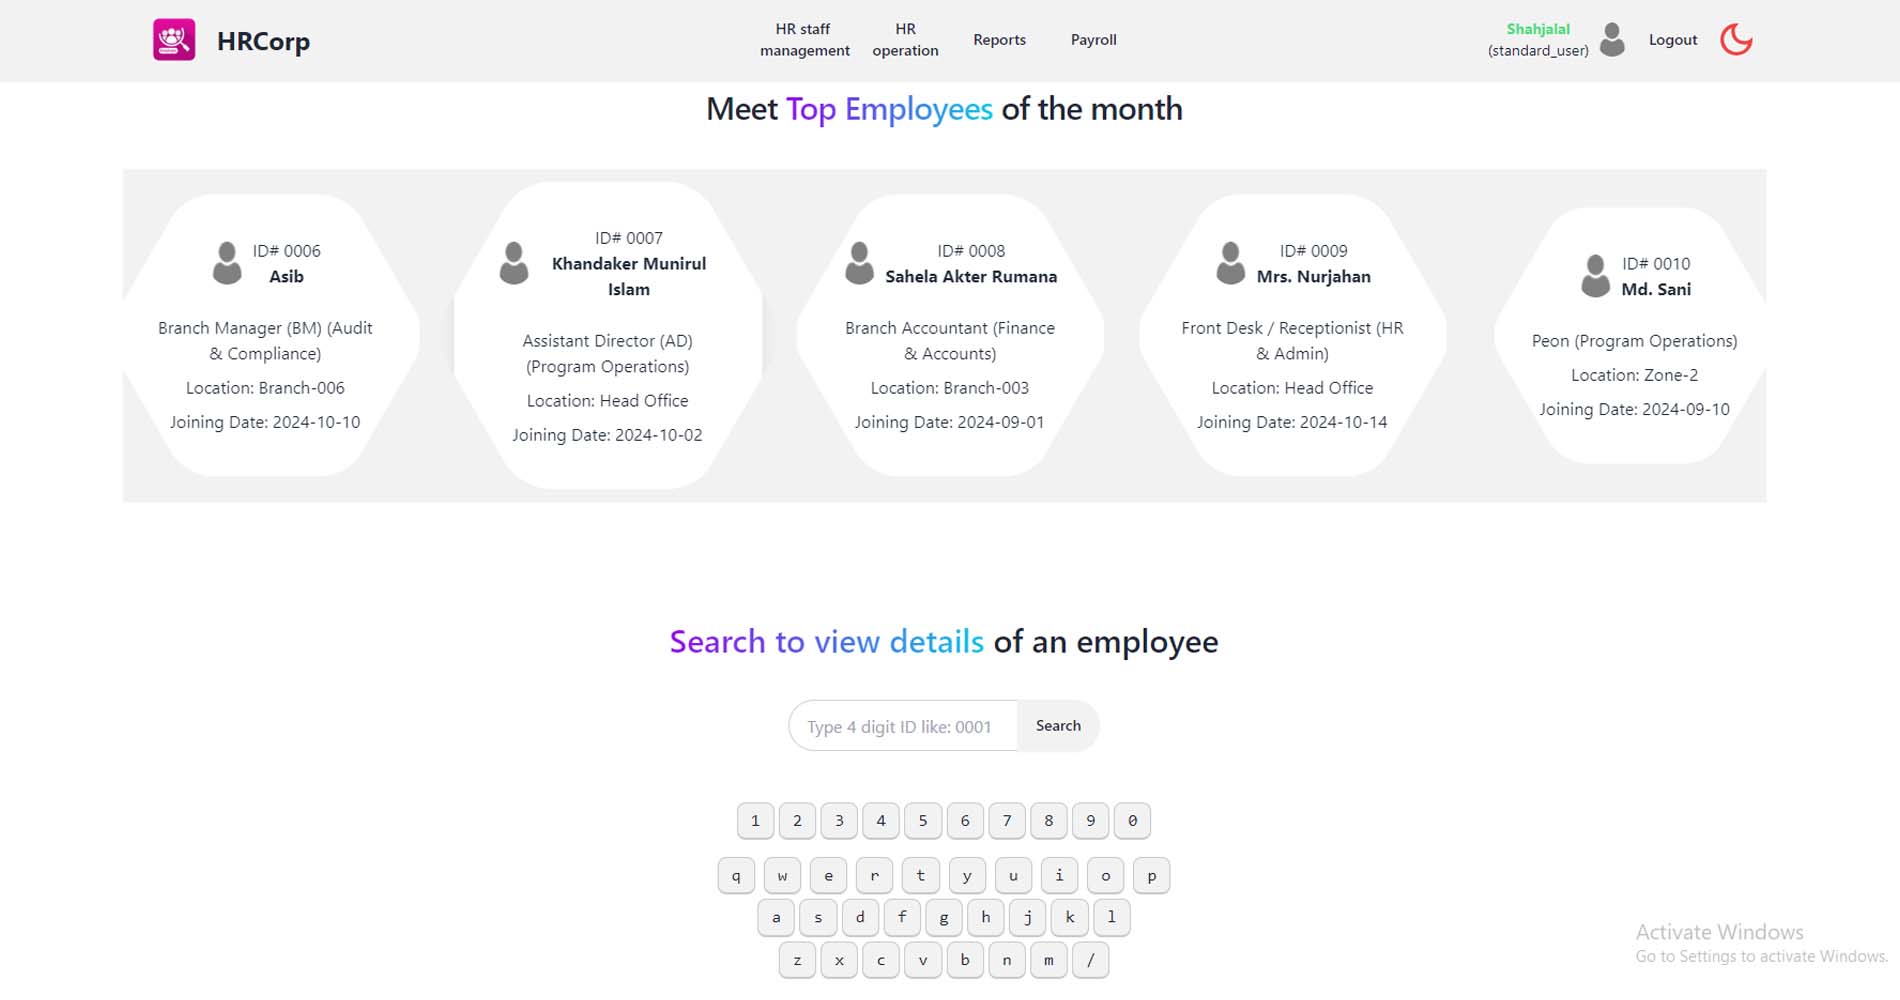 HRCorp
HR staff
management
HR
operation
Reports
Payroll
Shahjalal
(standard_user)
Logout
Meet Top Employees of the month
ID# 0006
Asib
Branch Manager (BM) (Audit
& Compliance)
Location: Branch-006
Joining Date: 2024-10-10
ID# 0007
Khandaker Munirul
Islam
Assistant Director (AD)
(Program Operations)
Location: Head Office
Joining Date: 2024-10-02
ID# 0008
Sahela Akter Rumana
Branch Accountant (Finance
& Accounts)
Location: Branch-003
Joining Date: 2024-09-01
ID# 0009
Mrs. Nurjahan
Front Desk / Receptionist (HR
& Admin)
Location: Head Office
Joining Date: 2024-10-14
ID# 0010
Md. Sani
Peon (Program Operations)
Location: Zone-2
Joining Date: 2024-09-10
Search to view details of an employee
Type 4 digit ID like: 0001
Search
1 2 3 4 5 6 7 8 9 0
q w e r t y u i o p
a s d f g h j k l
z x c v b n m /
Activate Windows
Go to Settings to activate Windows.